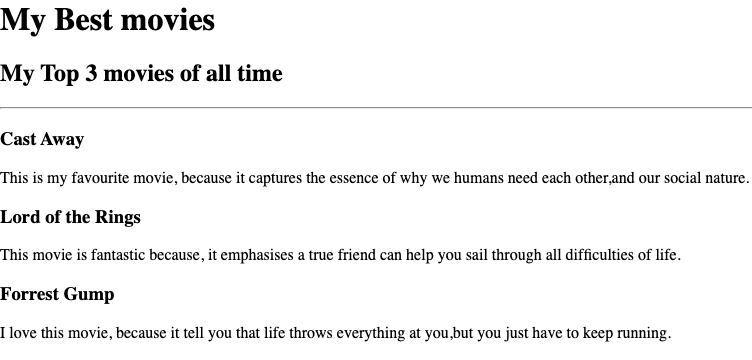 My Best movies
My Top 3 movies of all time
Cast Away
This is my favourite movie, because it captures the essence of why we humans need each other,and our social nature.
Lord of the Rings
This movie is fantastic because, it emphasises a true friend can help you sail through all difficulties of life.
Forrest Gump
I love this movie, because it tell you that life throws everything at you,but you just have to keep running.